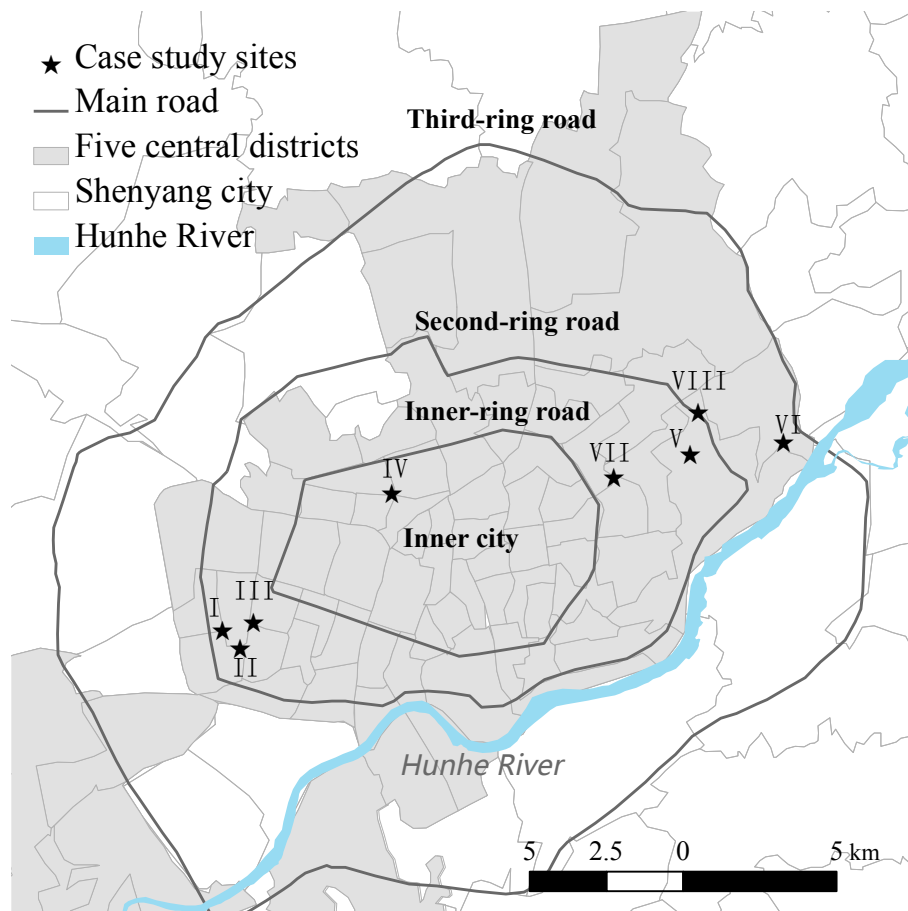 Case study sites
Main road
Five central districts
Shenyang city
Hunhe River
Third-ring road
Second-ring road
VIII
Inner-ring road
VI
V
VII
IV
Inner city
III
I
II
Hunhe River
5 2.5 0 5 km